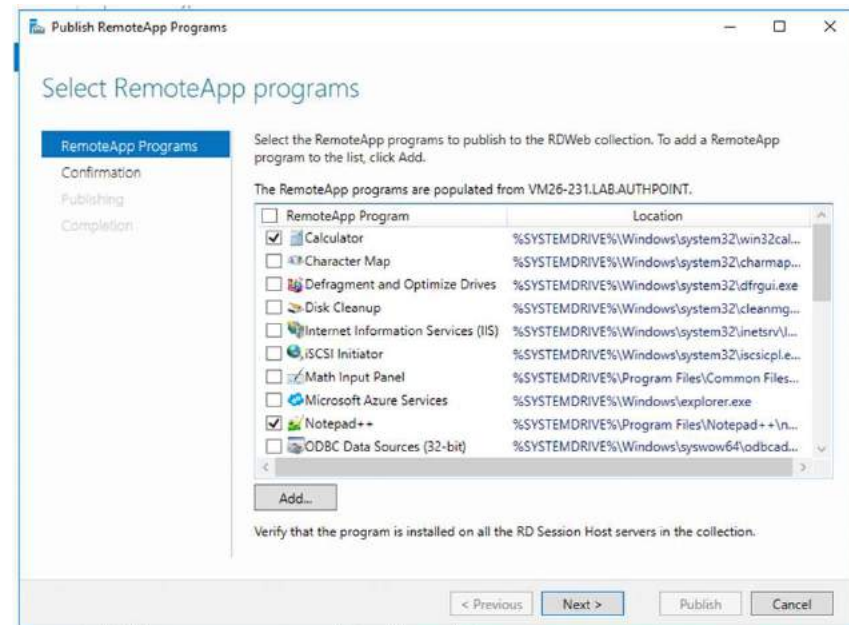 Publish RemoteApp Programs
Select RemoteApp programs
RemoteApp Programs
Confirmation
Publishing
Completion
Select the RemoteApp programs to publish to the RDWeb collection. To add a RemoteApp
program to the list, click Add.
The RemoteApp programs are populated from VM26-231.LAB.AUTHPOINT.
RemoteApp Program Location
Calculator %SYSTEMDRIVE%\Windows\system32\win32cal...
Character Map %SYSTEMDRIVE%\Windows\system32\charmap...
Defragment and Optimize Drives %SYSTEMDRIVE%\Windows\system32\dfrgui.exe
Disk Cleanup %SYSTEMDRIVE%\Windows\system32\cleanmg...
Internet Information Services (IIS) %SYSTEMDRIVE%\Windows\system32\inetsrv\I...
iSCSI Initiator %SYSTEMDRIVE%\Windows\system32\iscsicpl.e...
Math Input Panel %SYSTEMDRIVE%\Program Files\Common Files...
Microsoft Azure Services %SYSTEMDRIVE%\Windows\explorer.exe
Notepad++ %SYSTEMDRIVE%\Program Files\Notepad++\n...
ODBC Data Sources (32-bit) %SYSTEMDRIVE%\Windows\syswow64\odbcad...
Add...
Verify that the program is installed on all the RD Session Host servers in the collection.
< Previous Next > Publish Cancel